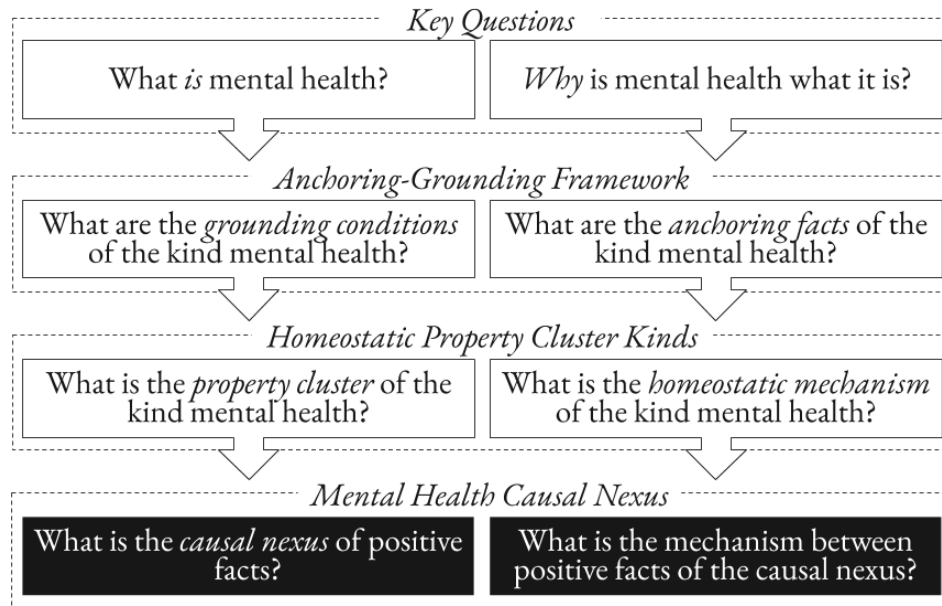 Key Questions
What is mental health?
Why is mental health what it is?
Anchoring-Grounding Framework
What are the grounding conditions
of the kind mental health?
What are the anchoring facts of the
kind mental health?
Homeostatic Property Cluster Kinds
What is the property cluster of the
kind mental health?
What is the homeostatic mechanism
of the kind mental health?
Mental Health Causal Nexus
What is the causal nexus of positive
facts?
What is the mechanism between
positive facts of the causal nexus?